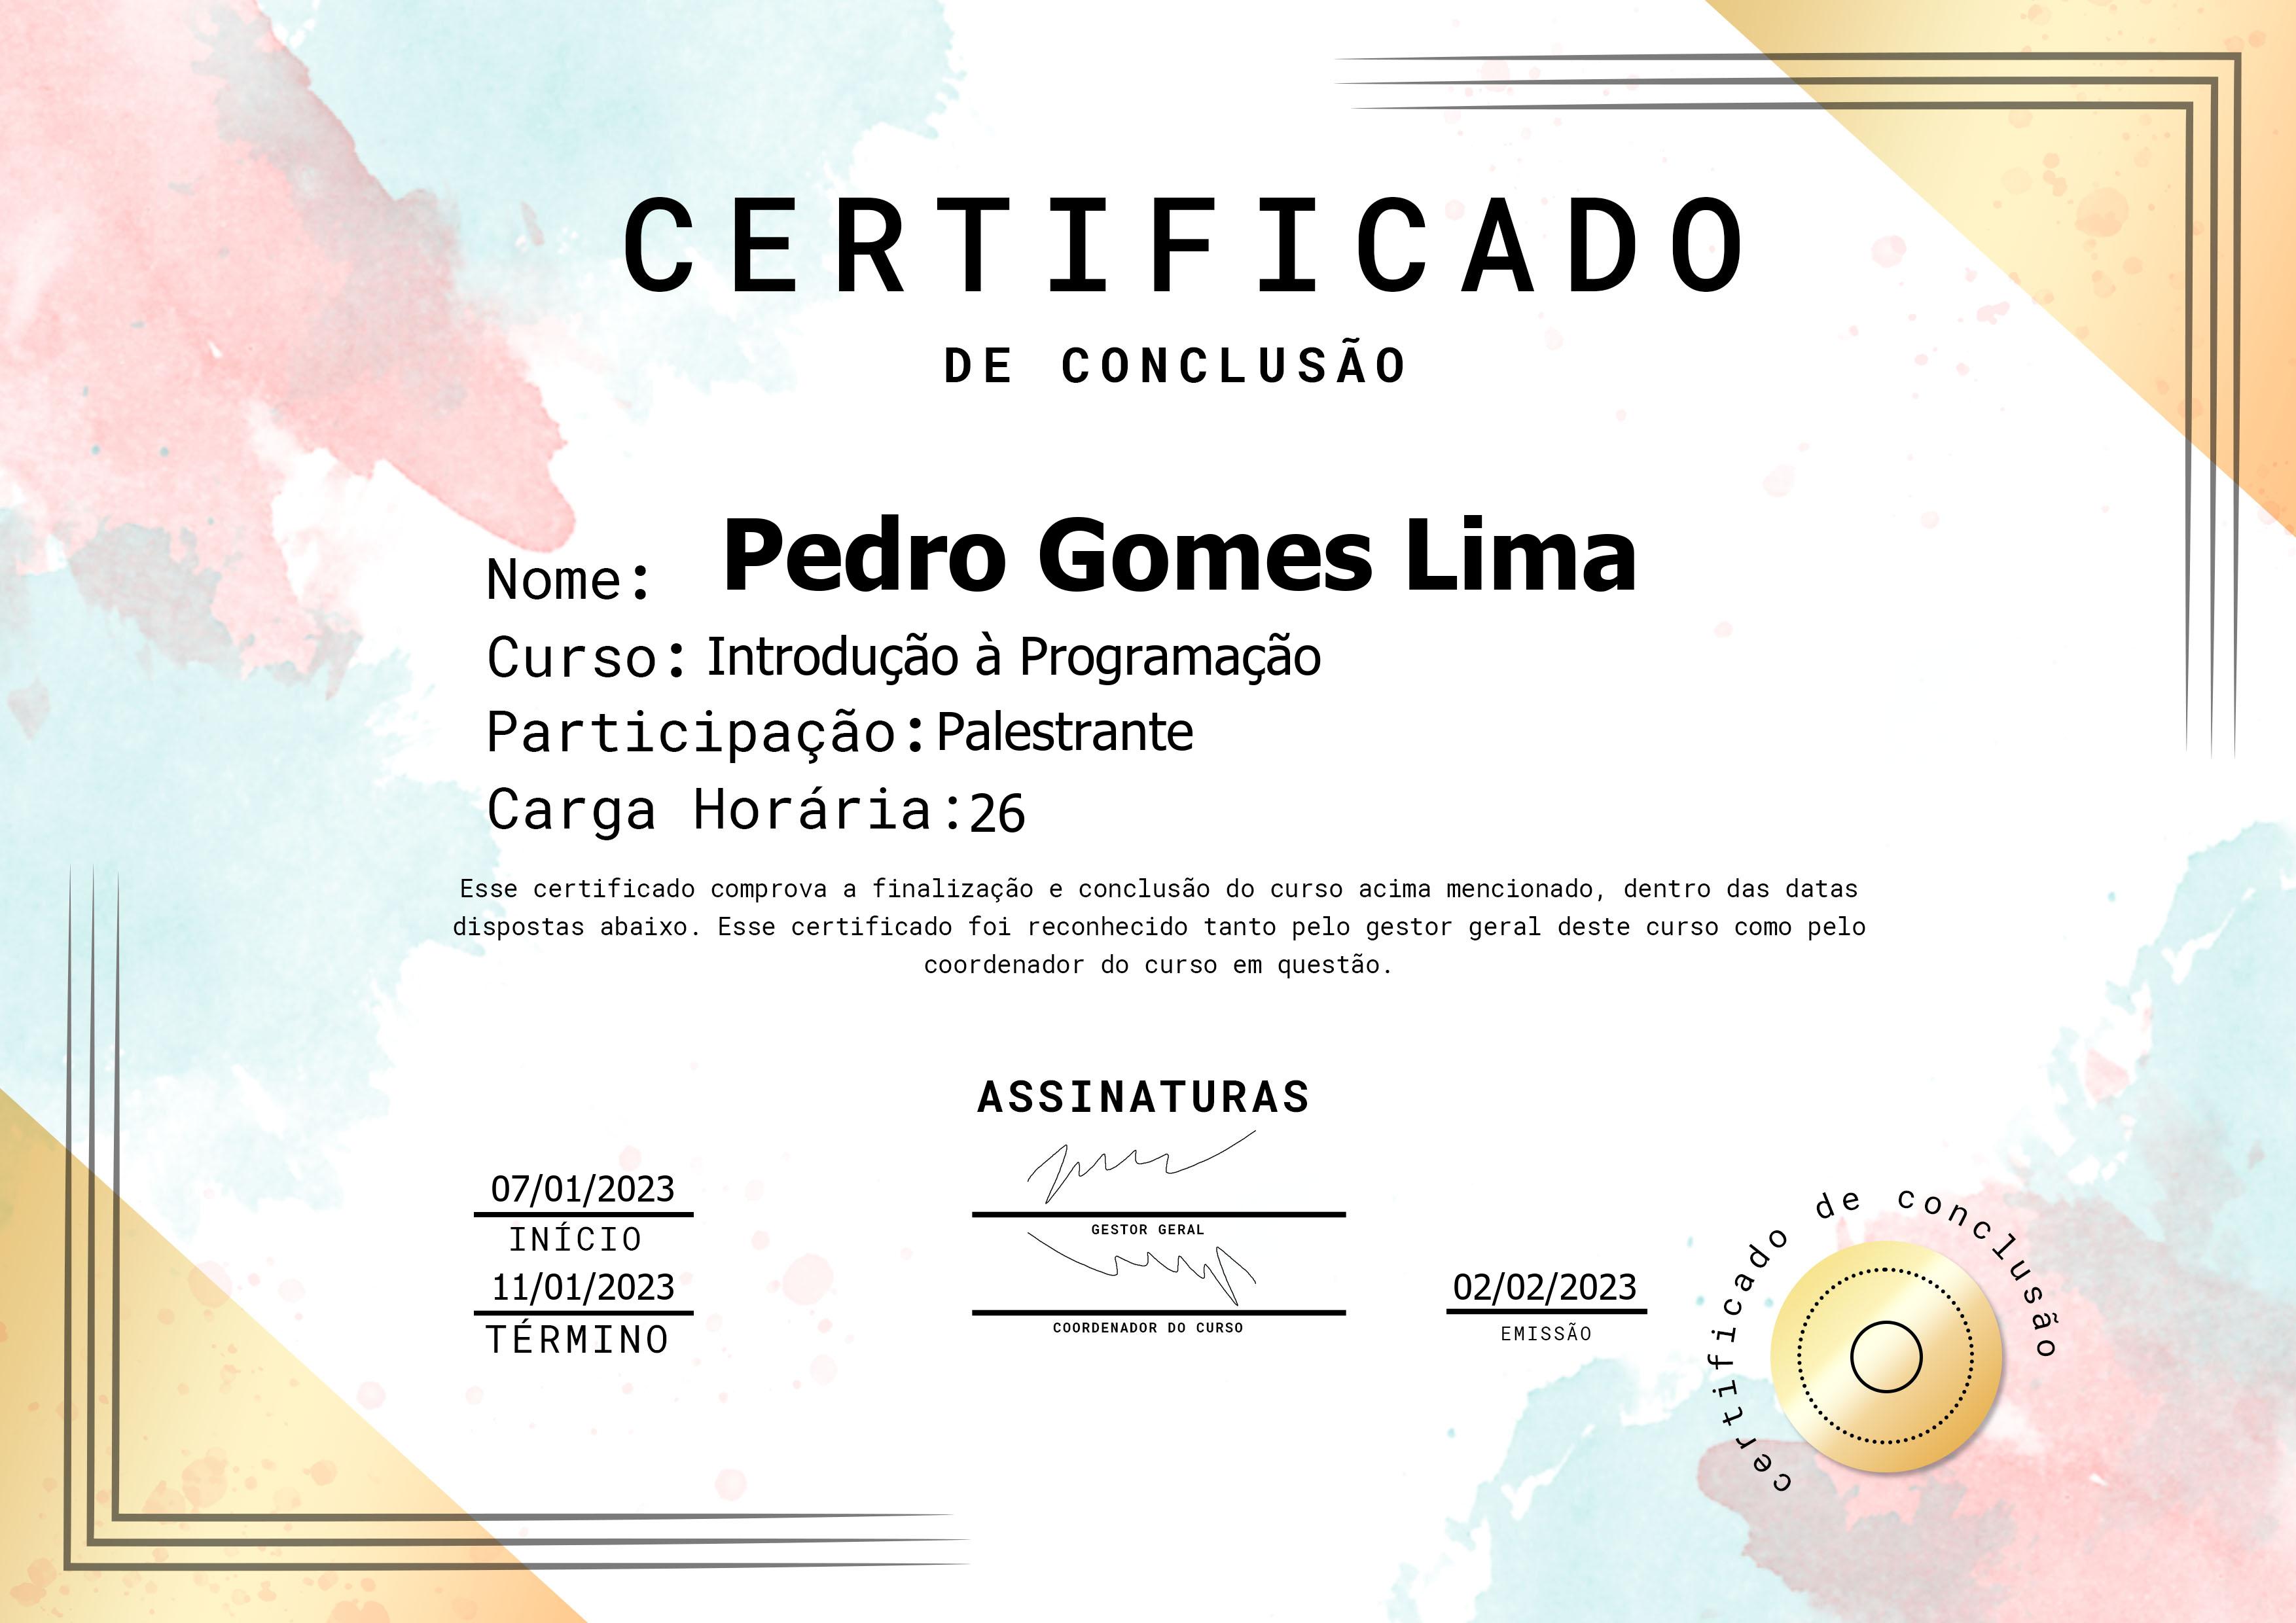 CERTIFICADO
DE CONCLUSÃO
Nome: Pedro Gomes Lima
Curso: Introdução à Programação
Participação: Palestrante
Carga Horária: 26
Esse certificado comprova a finalização e conclusão do curso acima mencionado, dentro das datas
dispostas abaixo. Esse certificado foi reconhecido tanto pelo gestor geral deste curso como pelo
coordenador do curso em questão.
ASSINATURAS
07/01/2023
INÍCIO
11/01/2023
TÉRMINO
GESTOR GERAL
COORDENADOR DO CURSO
02/02/2023
EMISSÃO
certificado de conclusão